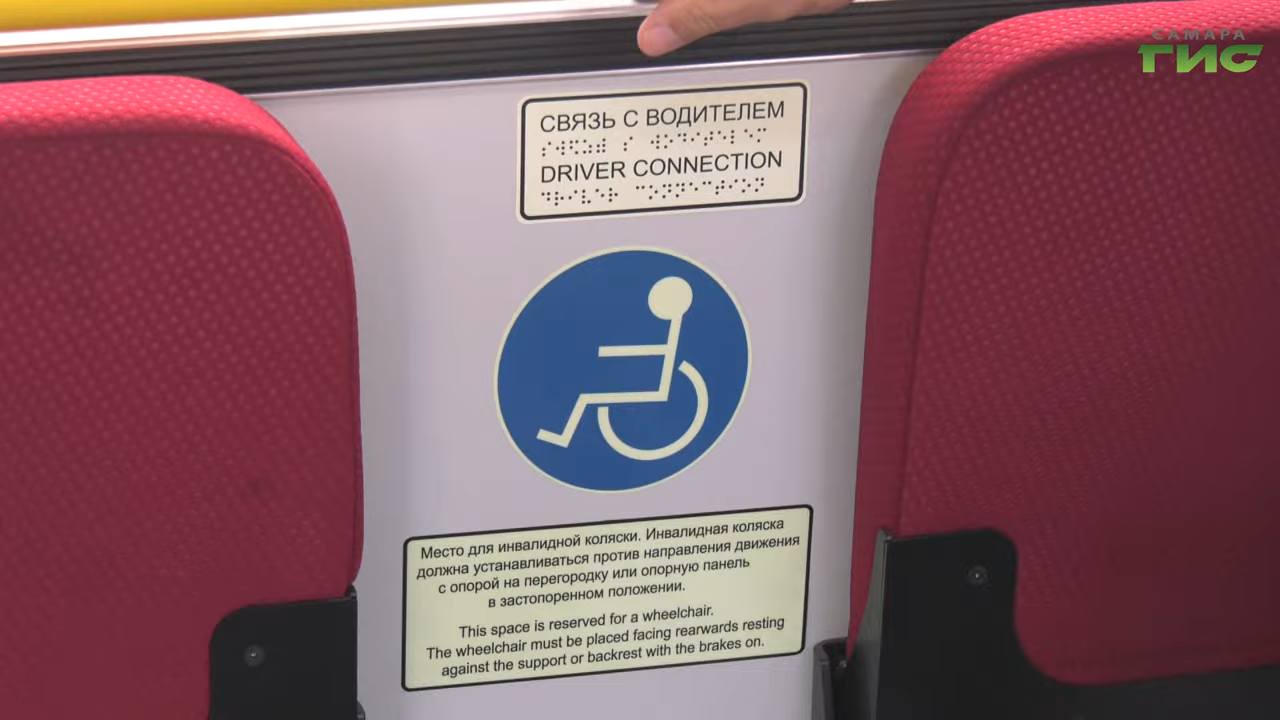 САМАРА
ГИС
СВЯЗЬ С ВОДИТЕЛЕМ
DRIVER CONNECTION
Место для инвалидной коляски. Инвалидная коляска
должна устанавливаться против направления движения
с опорой на перегородку или опорную панель
в застопоренном положении.
This space is reserved for a wheelchair.
The wheelchair must be placed facing rearwards resting
against the support or backrest with the brakes on.